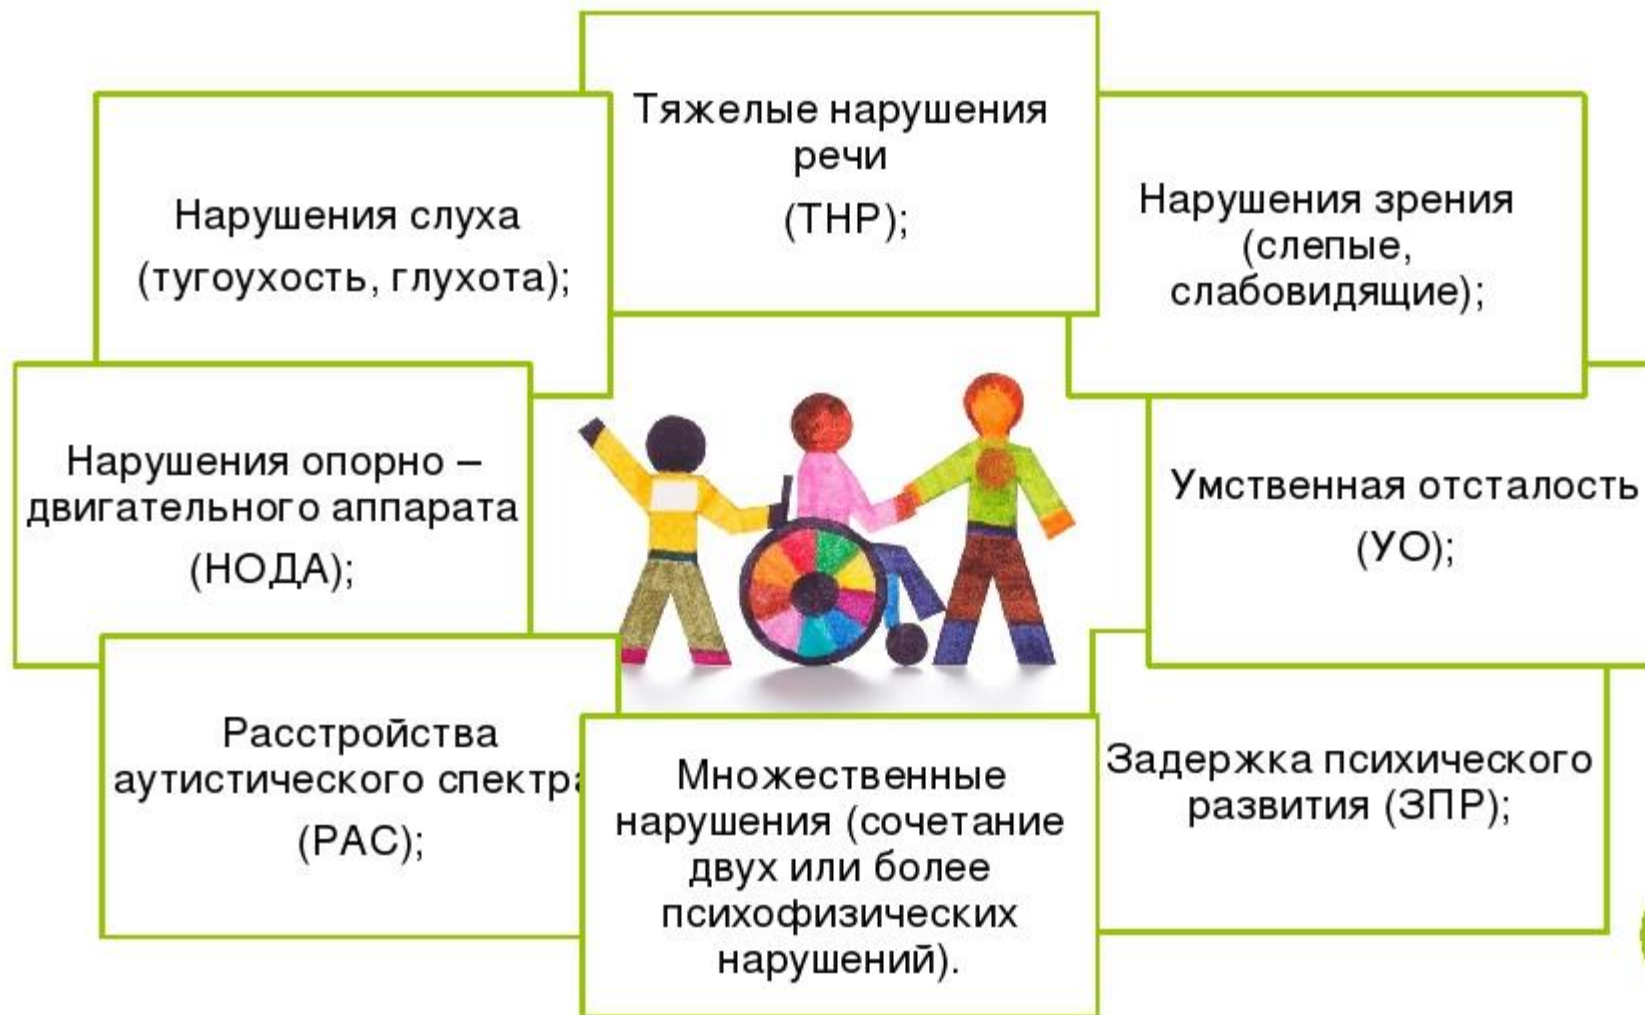 Тяжелые нарушения
речи
(ТНР);
Нарушения слуха
(тугоухость, глухота);
Нарушения зрения
(слепые,
слабовидящие);
Нарушения опорно –
двигательного аппарата
(НОДА);
Умственная отсталость
(УО);
Расстройства
аутистического спектра
(РАС);
Множественные
нарушения (сочетание
двух или более
психофизических
нарушений).
Задержка психического
развития (ЗПР);